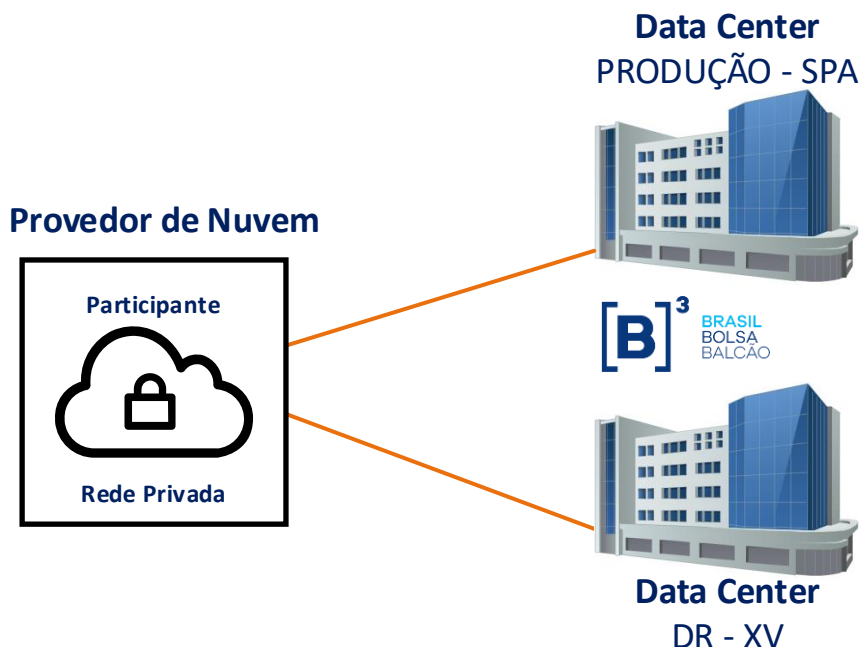 Data Center
PRODUÇÃO - SPA
Provedor de Nuvem
Participante
Rede Privada
[B]³
BRASIL
BOLSA
BALCÃO
Data Center
DR - XV